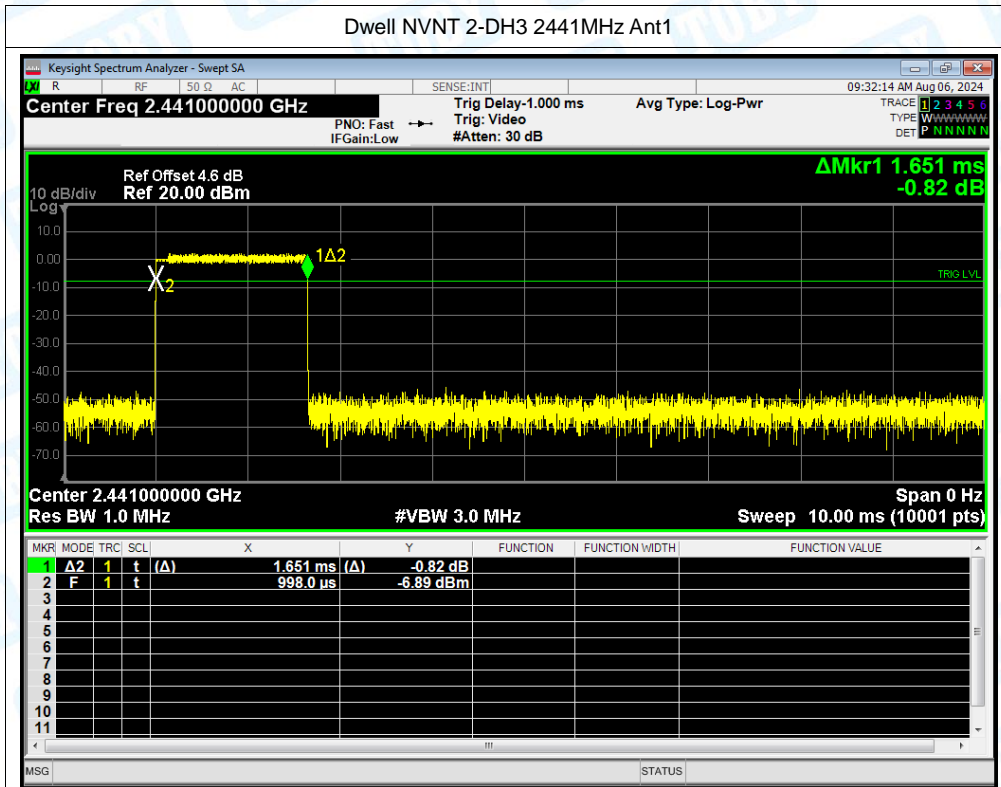 Dwell NVNT 2-DH3 2441MHz Ant1
Keysight Spectrum Analyzer - Swept SA
LXI R RF 50 Ω AC SENSE:INT 09:32:14 AM Aug 06, 2024
Center Freq 2.441000000 GHz
PNO: Fast
IFGain:Low
Trig Delay-1.000 ms
Trig: Video
#Atten: 30 dB
Avg Type: Log-Pwr
TRACE 1 2 3 4 5 6
TYPE WWWWWW
DET P N N N N N
ΔMkr1 1.651 ms
-0.82 dB
Ref Offset 4.6 dB
10 dB/div Ref 20.00 dBm
Log
10.0
0.00
-10.0
-20.0
-30.0
-40.0
-50.0
-60.0
-70.0
1Δ2
2
TRIG LVL
Center 2.441000000 GHz Span 0 Hz
Res BW 1.0 MHz #VBW 3.0 MHz Sweep 10.00 ms (10001 pts)
MKR MODE TRC SCL X Y FUNCTION FUNCTION WIDTH FUNCTION VALUE
1 Δ2 1 t (Δ) 1.651 ms (Δ) -0.82 dB
2 F 1 t 998.0 µs -6.89 dBm
3
4
5
6
7
8
9
10
11
MSG STATUS